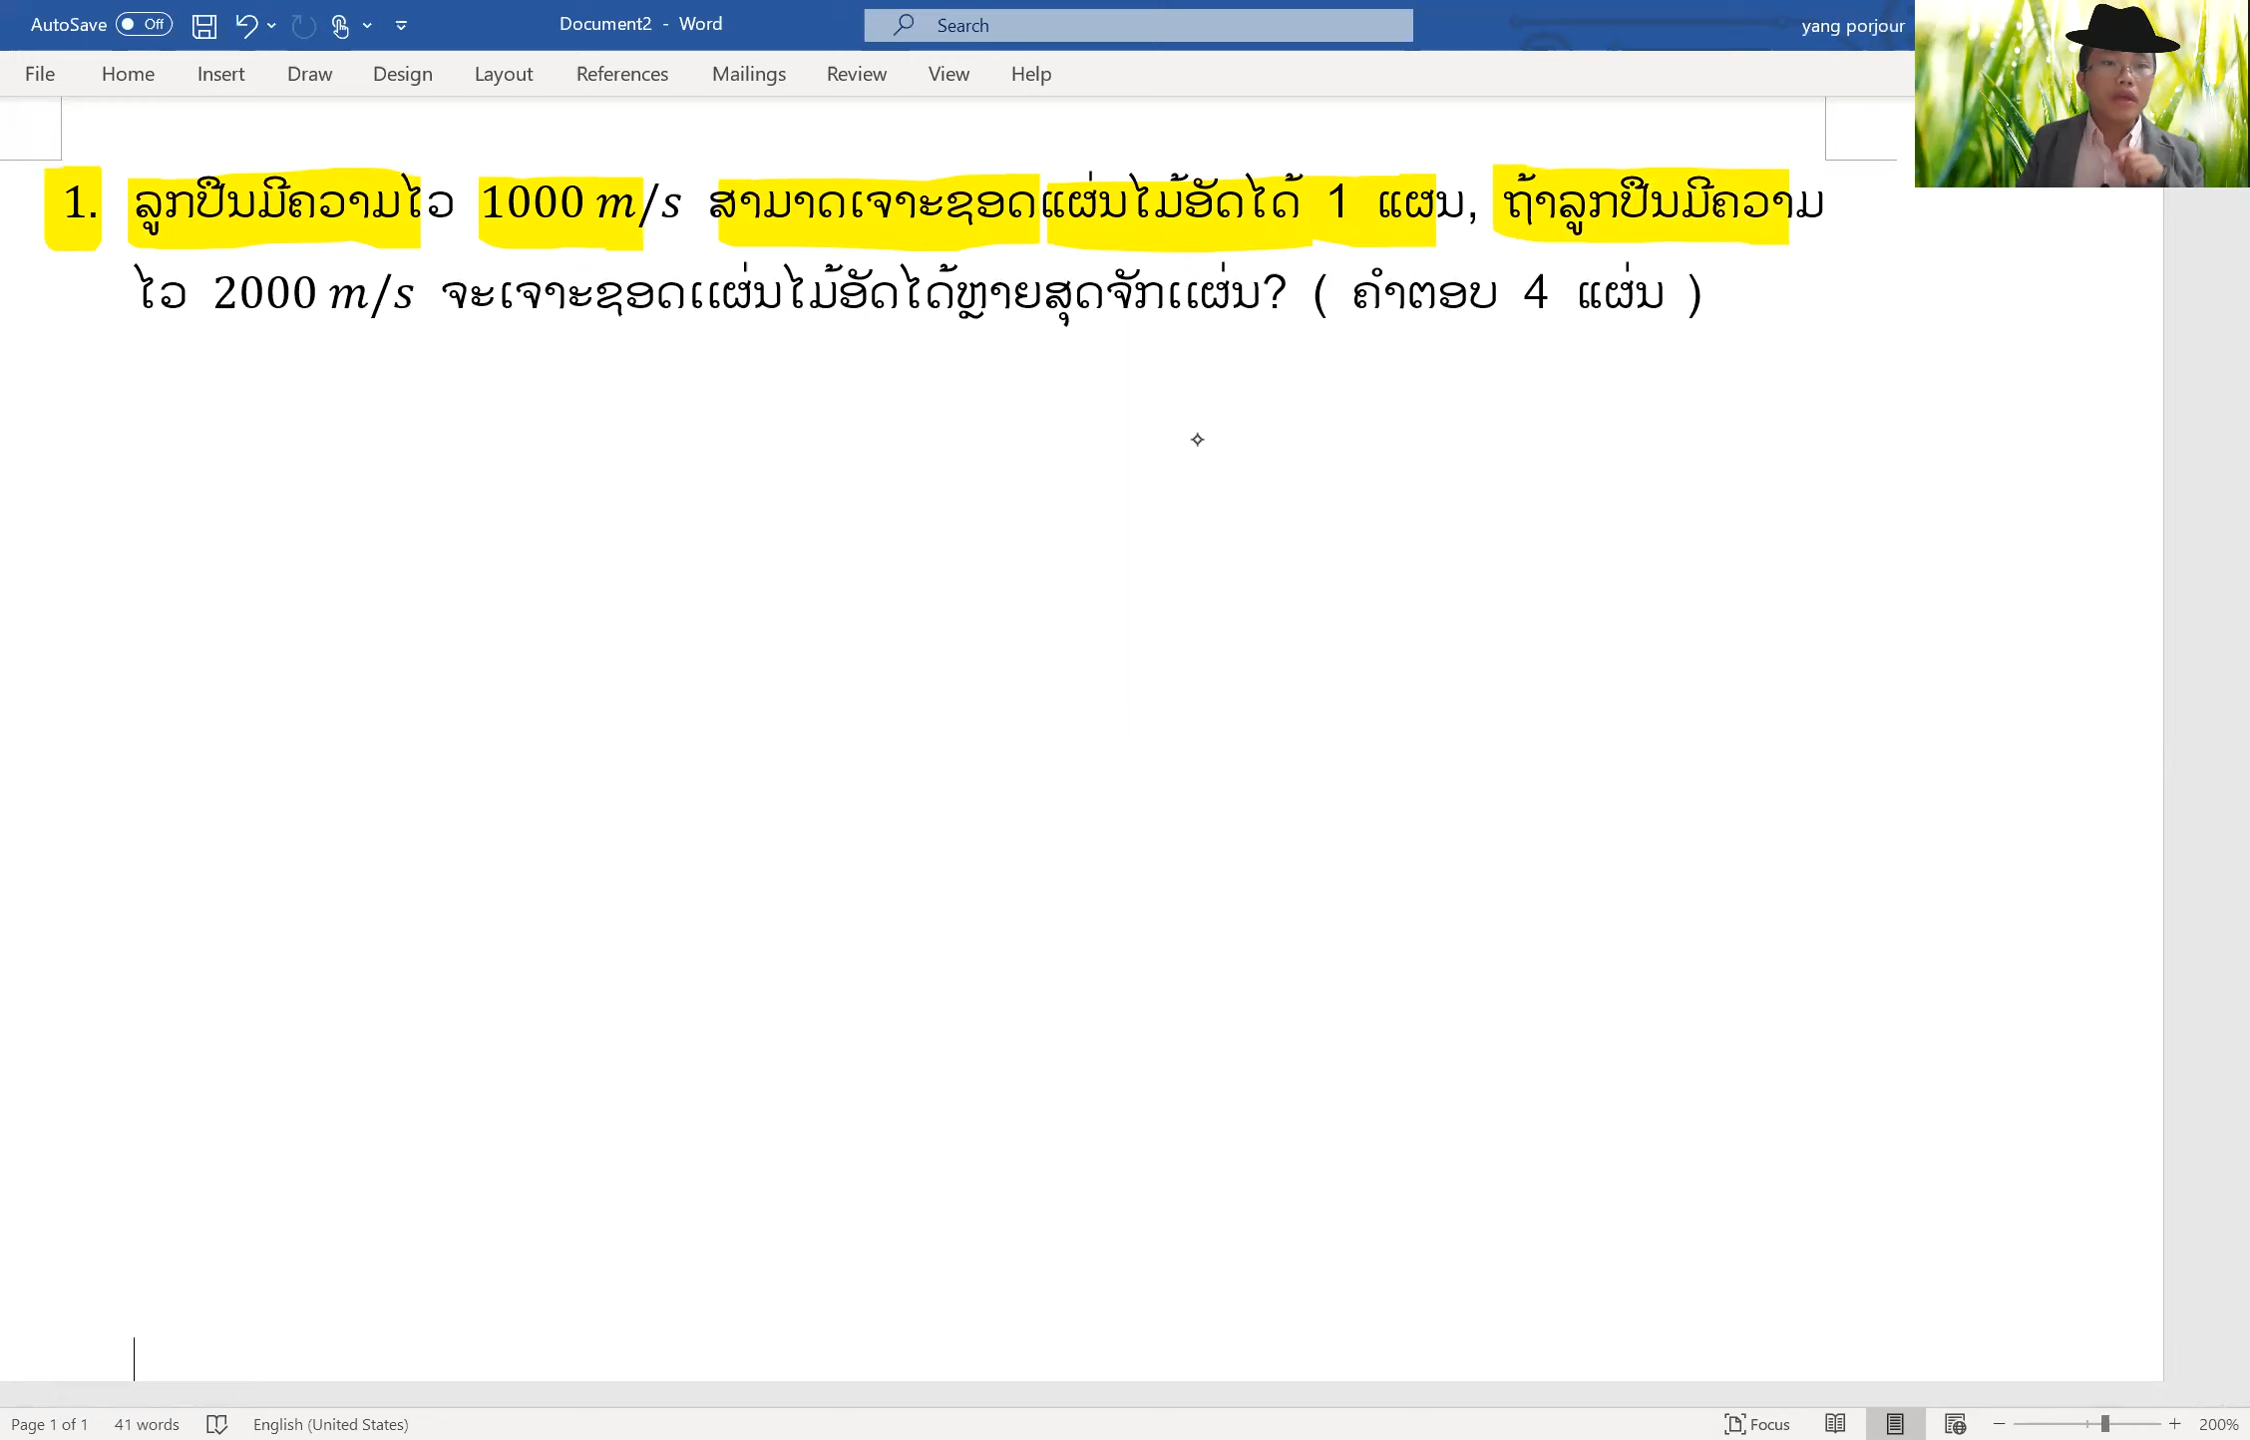 AutoSave Off Document2 - Word Search yang porjour
File Home Insert Draw Design Layout References Mailings Review View Help
1. ລູກປືນມີຄວາມໄວ 1000 m/s ສາມາດເຈາະຊອດແຜ່ນໄມ້ອັດໄດ້ 1 ແຜນ, ຖ້າລູກປືນມີຄວາມ
ໄວ 2000 m/s ຈະເຈາະຊອດແຜ່ນໄມ້ອັດໄດ້ຫຼາຍສຸດຈັກແຜ່ນ? ( ຄຳຕອບ 4 ແຜ່ນ )
Page 1 of 1 41 words English (United States) Focus 200%